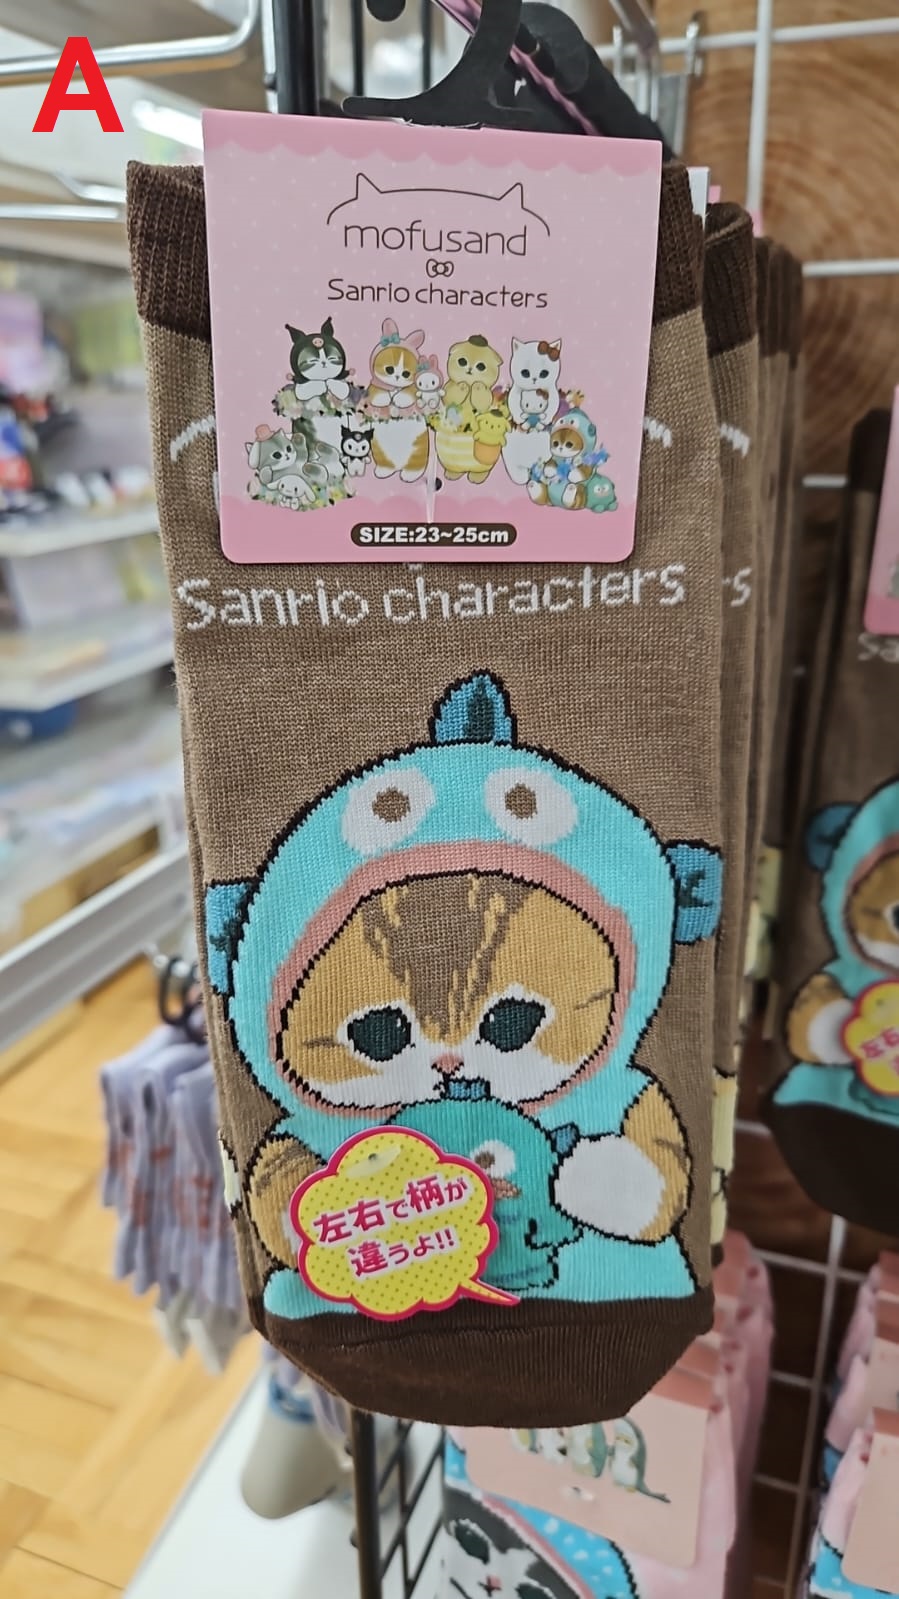 A
mofusand
Sanrio characters
SIZE:23~25cm
Sanrio characters
左右で柄が
違うよ!!